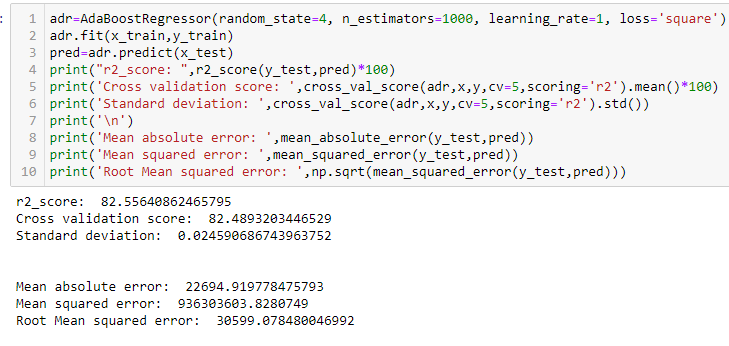 1 adr=AdaBoostRegressor(random_state=4, n_estimators=1000, learning_rate=1, loss='square')
2 adr.fit(x_train,y_train)
3 pred=adr.predict(x_test)
4 print("r2_score: ",r2_score(y_test,pred)*100)
5 print('Cross validation score: ',cross_val_score(adr,x,y,cv=5,scoring='r2').mean()*100)
6 print('Standard deviation: ',cross_val_score(adr,x,y,cv=5,scoring='r2').std())
7 print('\n')
8 print('Mean absolute error: ',mean_absolute_error(y_test,pred))
9 print('Mean squared error: ',mean_squared_error(y_test,pred))
10 print('Root Mean squared error: ',np.sqrt(mean_squared_error(y_test,pred)))
r2_score:  82.55640862465795
Cross validation score:  82.4893203446529
Standard deviation:  0.024590686743963752
Mean absolute error:  22694.919778475793
Mean squared error:  936303603.8280749
Root Mean squared error:  30599.078480046992